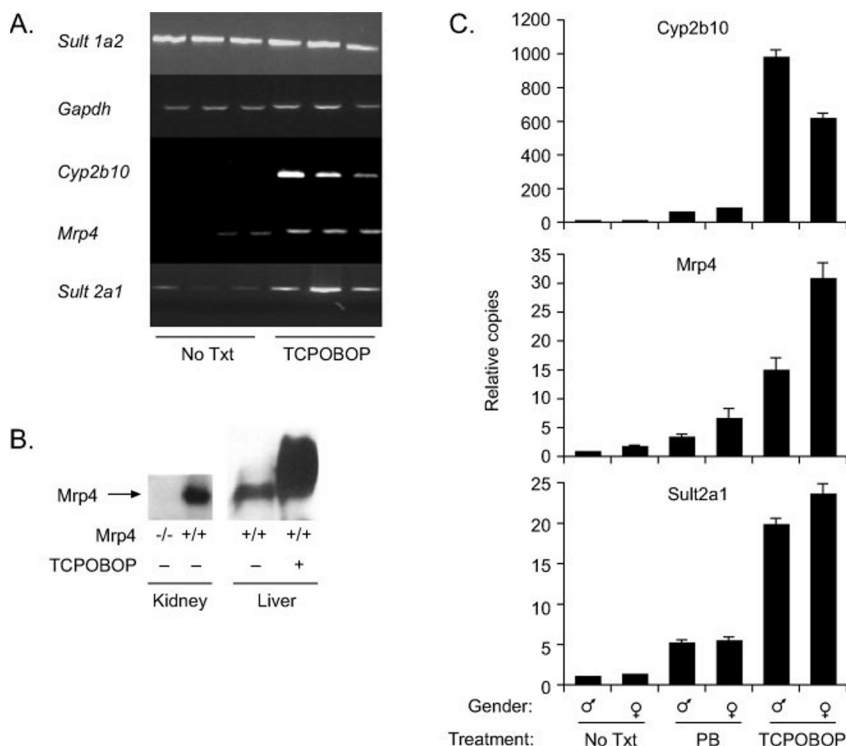 A.
Sult 1a2
Gapdh
Cyp2b10
Mrp4
Sult 2a1
No Txt TCPOBOP
B.
Mrp4
Mrp4 -/- +/+ +/+ +/+
TCPOBOP – – – +
Kidney Liver
C.
Relative copies
Cyp2b10
1200
1000
800
600
400
200
0
Mrp4
35
30
25
20
15
10
5
0
Sult2a1
25
20
15
10
5
0
Gender: ♂ ♀ ♂ ♀ ♂ ♀
Treatment: No Txt PB TCPOBOP